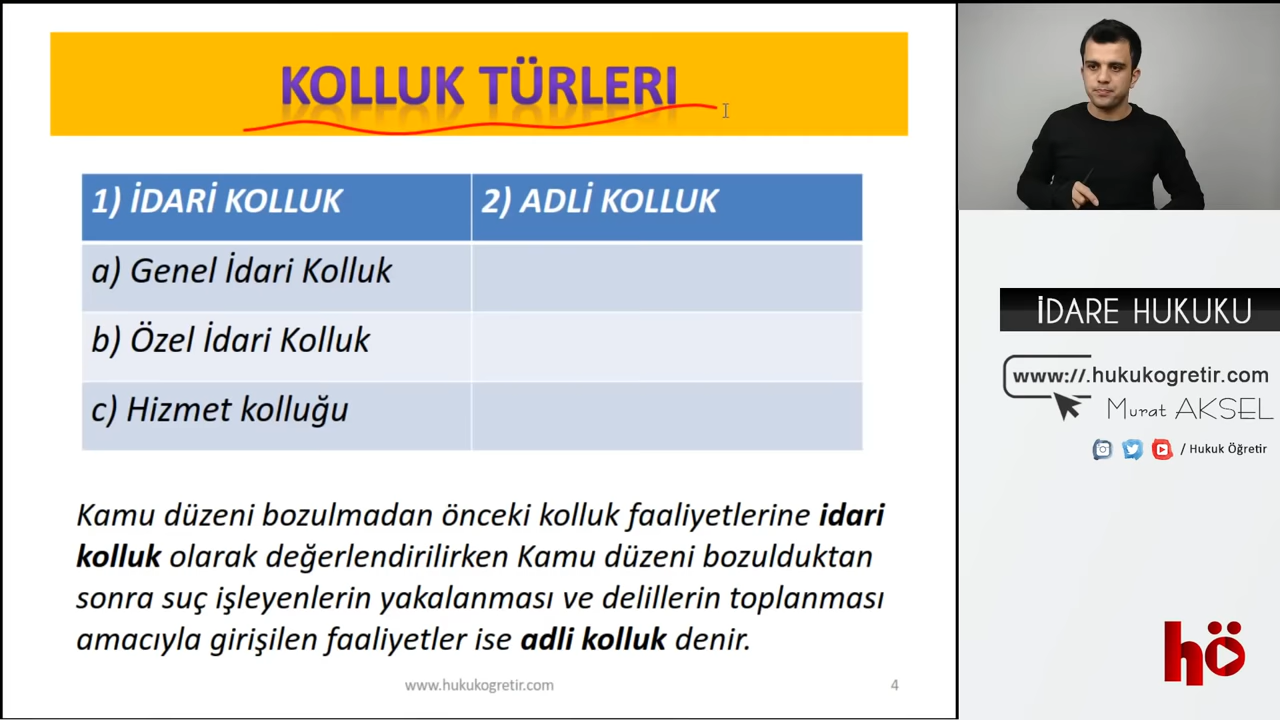 KOLLUK TÜRLERI
1) İDARİ KOLLUK
2) ADLİ KOLLUK
a) Genel İdari Kolluk
b) Özel İdari Kolluk
c) Hizmet kolluğu
Kamu düzeni bozulmadan önceki kolluk faaliyetlerine idari
kolluk olarak değerlendirilirken Kamu düzeni bozulduktan
sonra suç işleyenlerin yakalanması ve delillerin toplanması
amacıyla girişilen faaliyetler ise adli kolluk denir.
www.hukukogretir.com
4
İDARE HUKUKU
www://.hukukogretir.com
Murat AKSEL
/ Hukuk Öğretir
hö